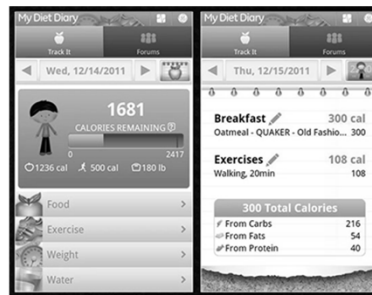 My Diet Diary
Track It
Forums
Wed, 12/14/2011
1681
CALORIES REMAINING
0
2417
1236 cal
500 cal
180 lb
Food
Exercise
Weight
Water
My Diet Diary
Track It
Forums
Thu, 12/15/2011
Breakfast 300 cal
Oatmeal - QUAKER - Old Fashio... 300
Exercises 108 cal
Walking, 20min 108
300 Total Calories
From Carbs 216
From Fats 54
From Protein 40